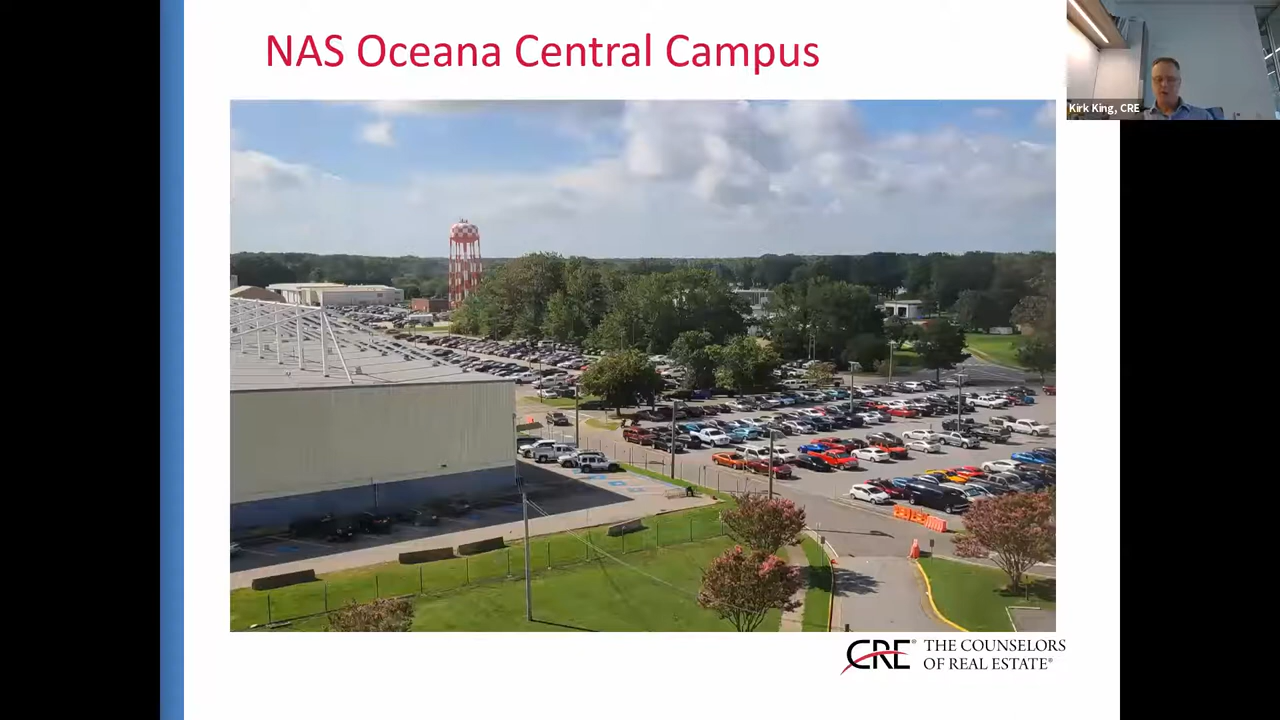 NAS Oceana Central Campus
Kirk King, CRE
CRE® THE COUNSELORS
OF REAL ESTATE®